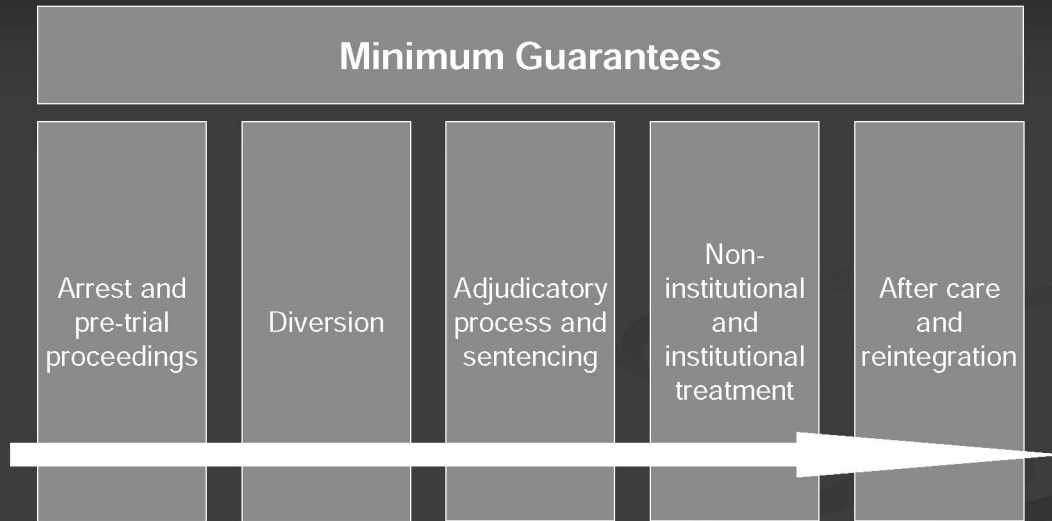 Minimum Guarantees
Arrest and
pre-trial
proceedings
Diversion
Adjudicatory
process and
sentencing
Non-
institutional
and
institutional
treatment
After care
and
reintegration